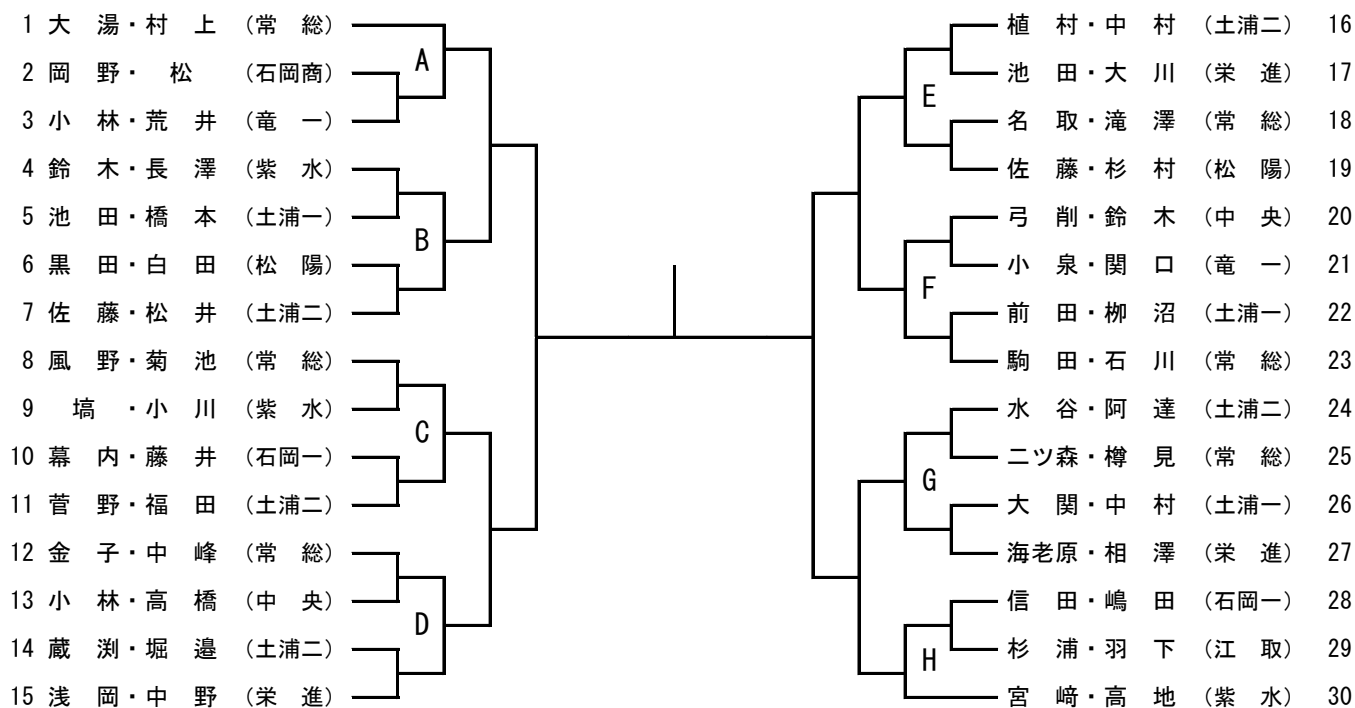 1 大 湯・村 上 (常 総)
2 岡 野・ 松 (石岡商)
3 小 林・荒 井 (竜 一)
4 鈴 木・長 澤 (紫 水)
5 池 田・橋 本 (土浦一)
6 黒 田・白 田 (松 陽)
7 佐 藤・松 井 (土浦二)
8 風 野・菊 池 (常 総)
9 塙 ・小 川 (紫 水)
10 幕 内・藤 井 (石岡一)
11 菅 野・福 田 (土浦二)
12 金 子・中 峰 (常 総)
13 小 林・高 橋 (中 央)
14 蔵 渕・堀 邉 (土浦二)
15 浅 岡・中 野 (栄 進)
A
B
C
D
E
F
G
H
植 村・中 村 (土浦二) 16
池 田・大 川 (栄 進) 17
名 取・滝 澤 (常 総) 18
佐 藤・杉 村 (松 陽) 19
弓 削・鈴 木 (中 央) 20
小 泉・関 口 (竜 一) 21
前 田・栁 沼 (土浦一) 22
駒 田・石 川 (常 総) 23
水 谷・阿 達 (土浦二) 24
二ツ森・樽 見 (常 総) 25
大 関・中 村 (土浦一) 26
海老原・相 澤 (栄 進) 27
信 田・嶋 田 (石岡一) 28
杉 浦・羽 下 (江 取) 29
宮 﨑・高 地 (紫 水) 30